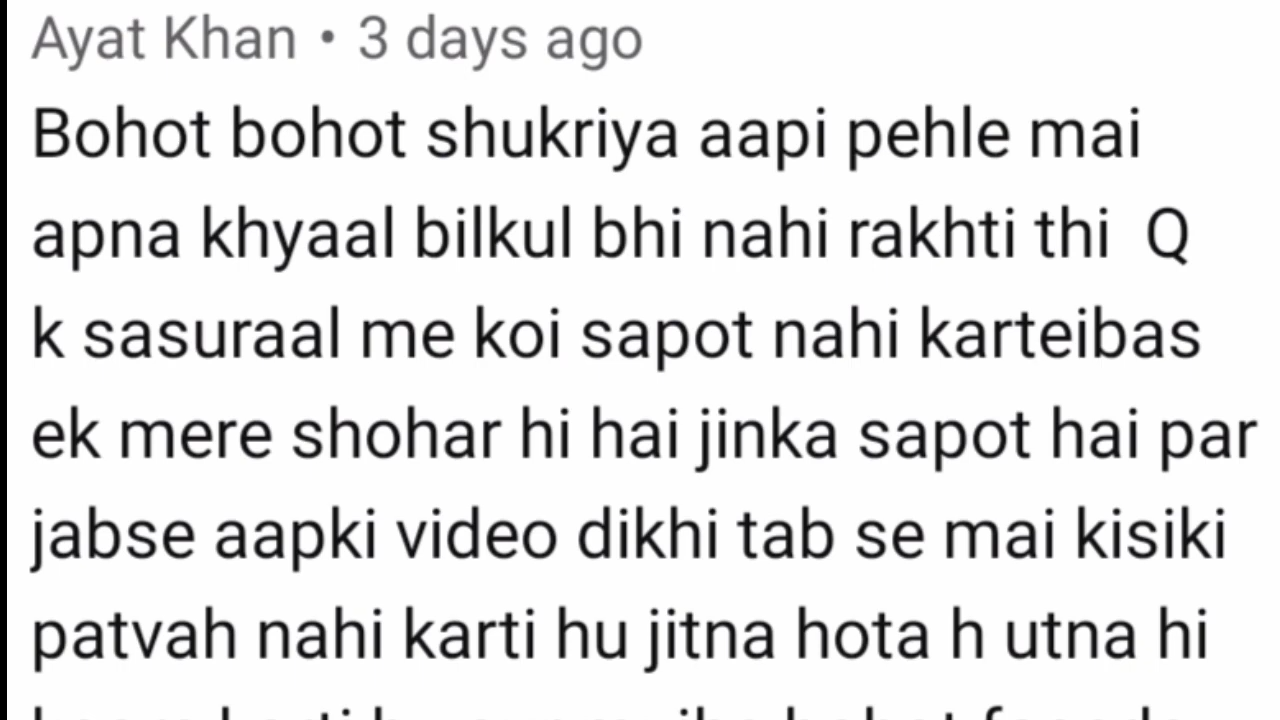 Ayat Khan • 3 days ago
Bohot bohot shukriya aapi pehle mai
apna khyaal bilkul bhi nahi rakhti thi  Q
k sasuraal me koi sapot nahi karteibas
ek mere shohar hi hai jinka sapot hai par
jabse aapki video dikhi tab se mai kisiki
patvah nahi karti hu jitna hota h utna hi